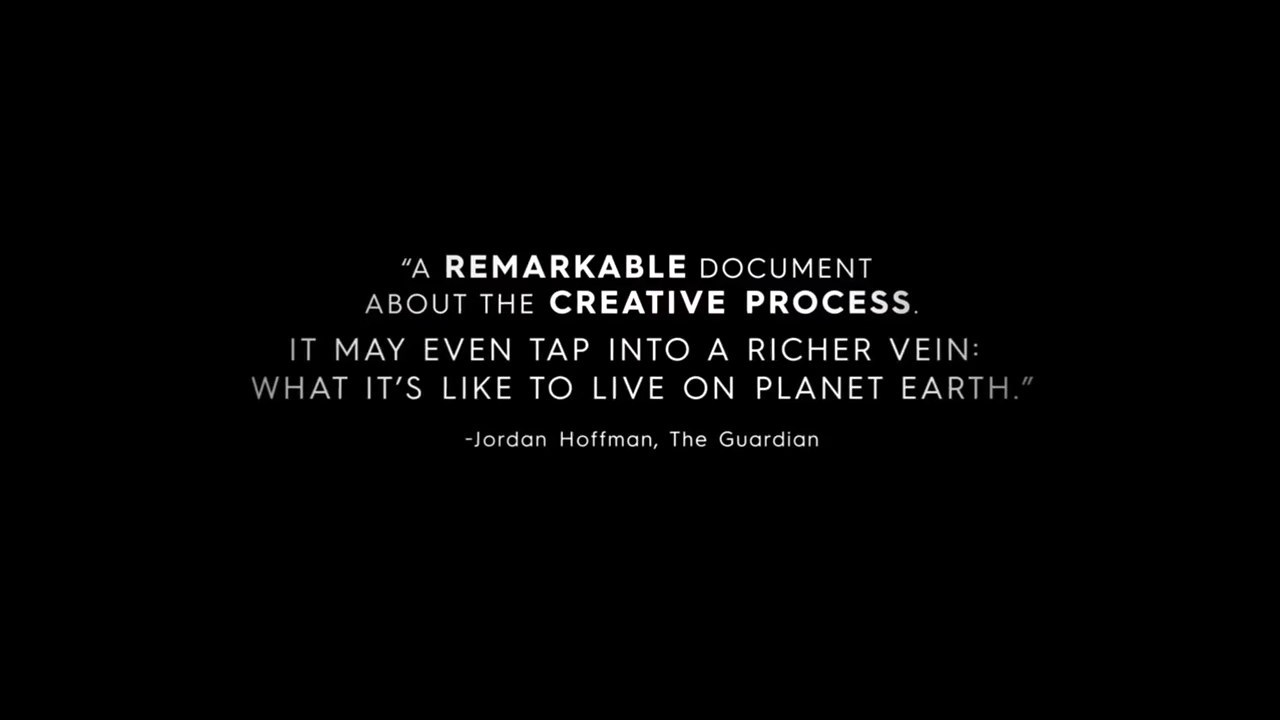 “A REMARKABLE DOCUMENT
ABOUT THE CREATIVE PROCESS.
IT MAY EVEN TAP INTO A RICHER VEIN:
WHAT IT’S LIKE TO LIVE ON PLANET EARTH.”
-Jordan Hoffman, The Guardian